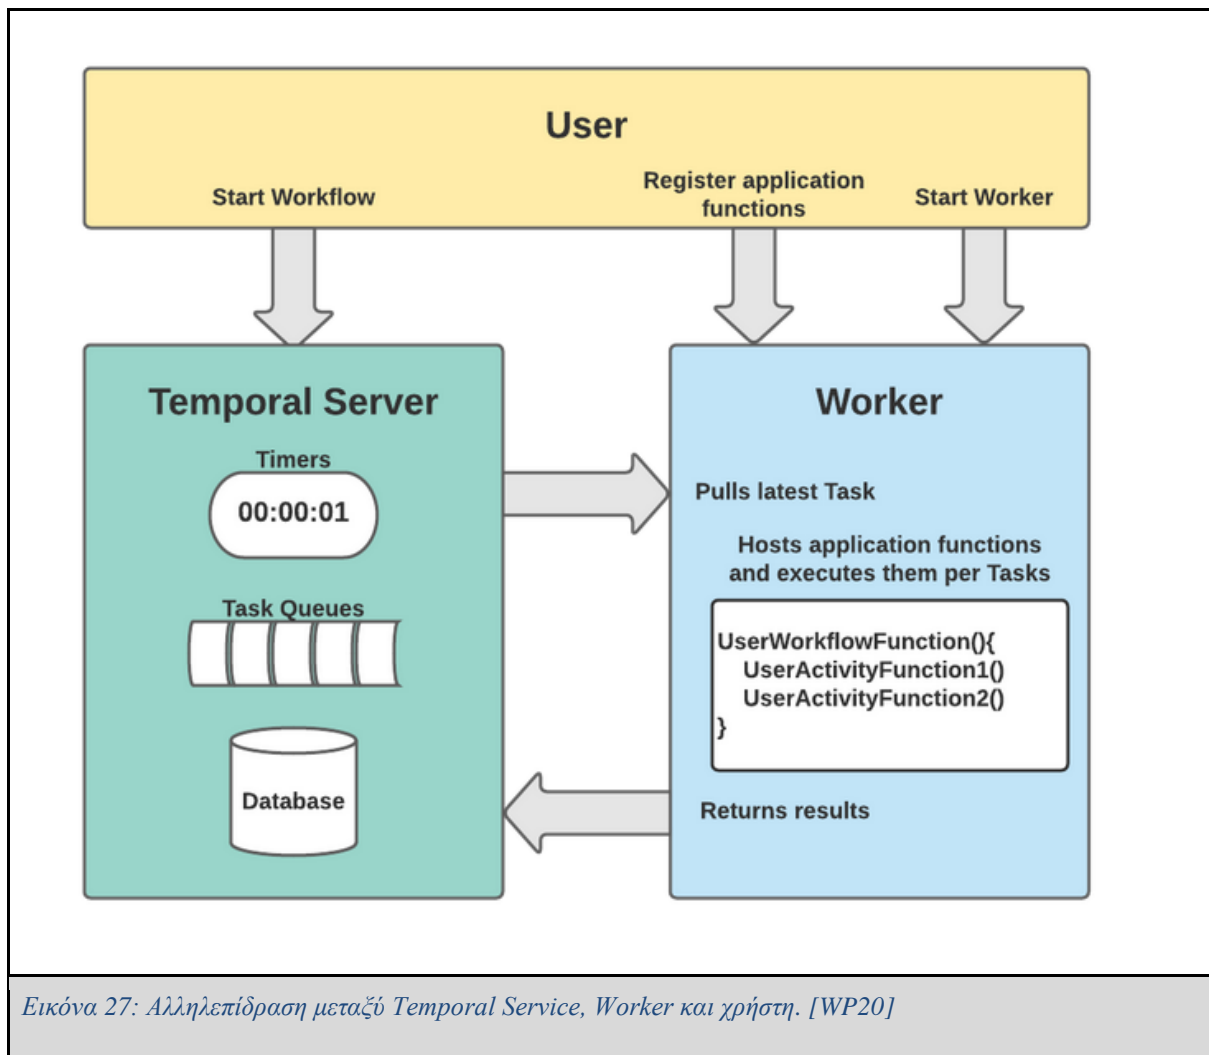 User
Start Workflow
Register application
functions
Start Worker
Temporal Server
Timers
00:00:01
Task Queues
Database
Worker
Pulls latest Task
Hosts application functions
and executes them per Tasks
UserWorkflowFunction(){
UserActivityFunction1()
UserActivityFunction2()
}
Returns results
Εικόνα 27: Αλληλεπίδραση μεταξύ Temporal Service, Worker και χρήστη. [WP20]